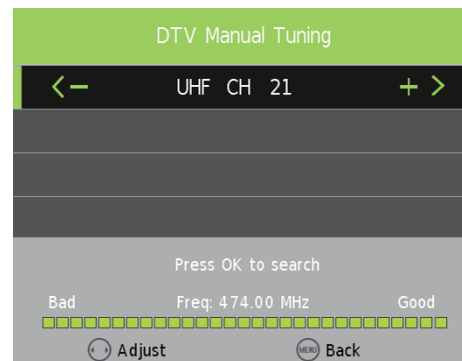 DTV Manual Tuning
UHF CH 21
Press OK to search
Bad Freq: 474.00 MHz Good
Adjust MENU Back